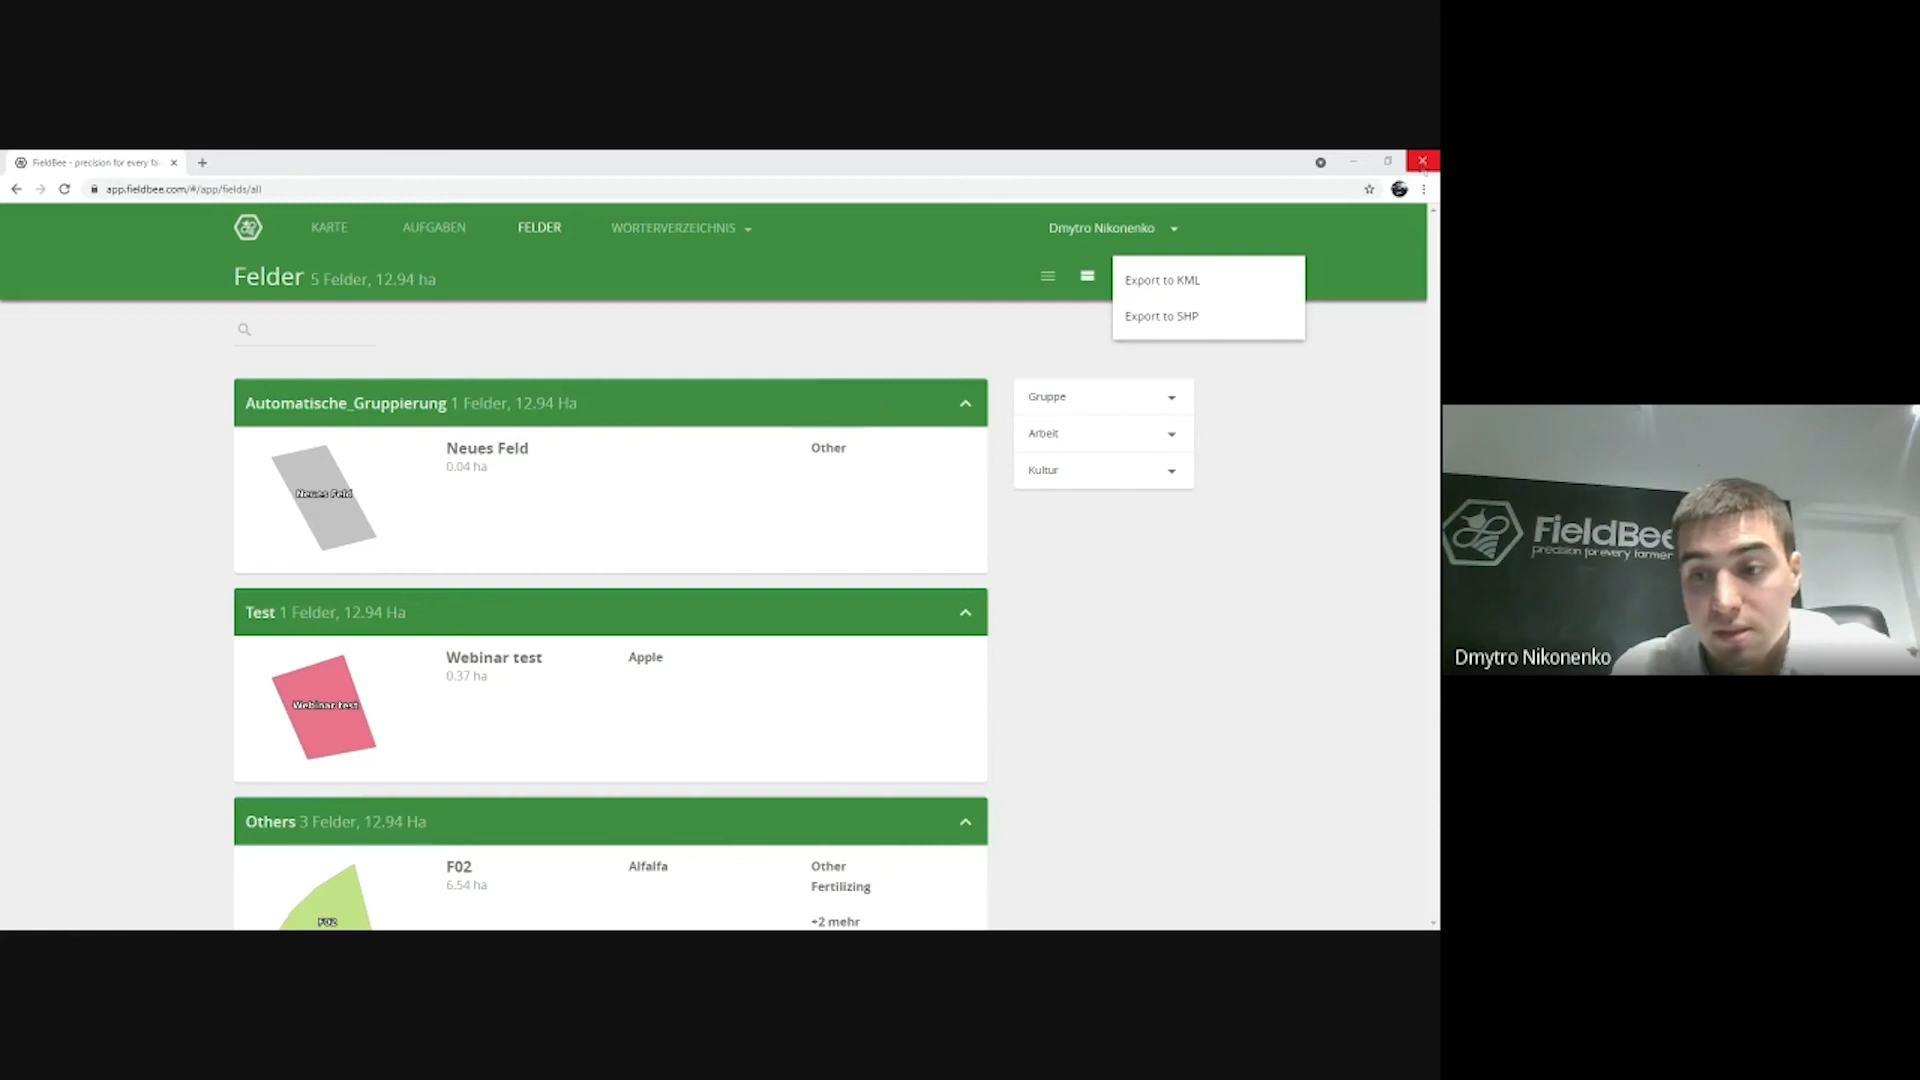 FieldBee - precision for every fa
app.fieldbee.com/#/app/fields/all
KARTE
AUFGABEN
FELDER
WÖRTERVERZEICHNIS
Dmytro Nikonenko
Felder 5 Felder, 12.94 ha
Export to KML
Export to SHP
Automatische_Gruppierung 1 Felder, 12.94 Ha
Neues Feld
Neues Feld
0.04 ha
Other
Gruppe
Arbeit
Kultur
Test 1 Felder, 12.94 Ha
Webinar test
Webinar test
0.37 ha
Apple
Others 3 Felder, 12.94 Ha
F02
F02
6.54 ha
Alfalfa
Other
Fertilizing
+2 mehr
FieldBee
precision for every farmer
Dmytro Nikonenko